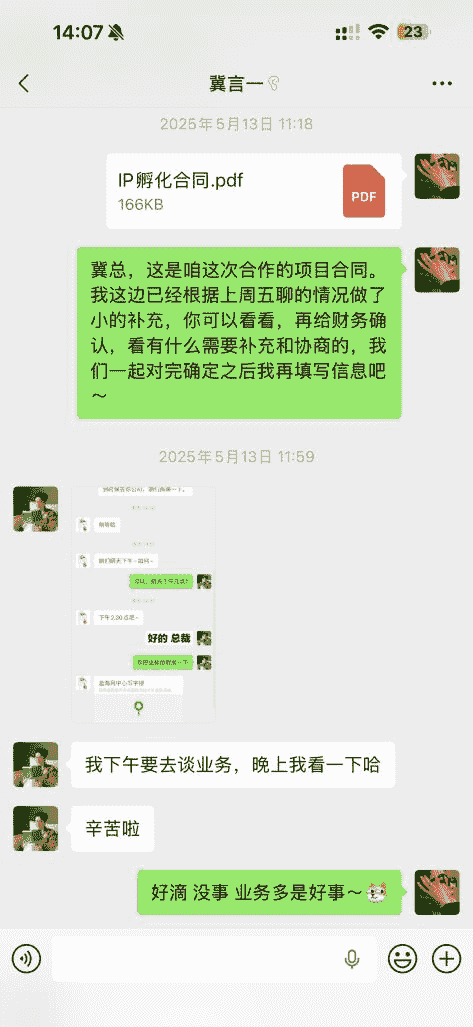 14:07
23
冀言一
2025年5月13日 11:18
IP孵化合同.pdf
166KB
PDF
冀总，这是咱这次合作的项目合同。
我这边已经根据上周五聊的情况做了
小的补充，你可以看看，再给财务确
认，看有什么需要补充和协商的，我
们一起对完确定之后我再填写信息吧
～
2025年5月13日 11:59
下午2.30点吧~
好的 总裁
我下午要去谈业务，晚上我看一下哈
辛苦啦
好滴 没事 业务多是好事～